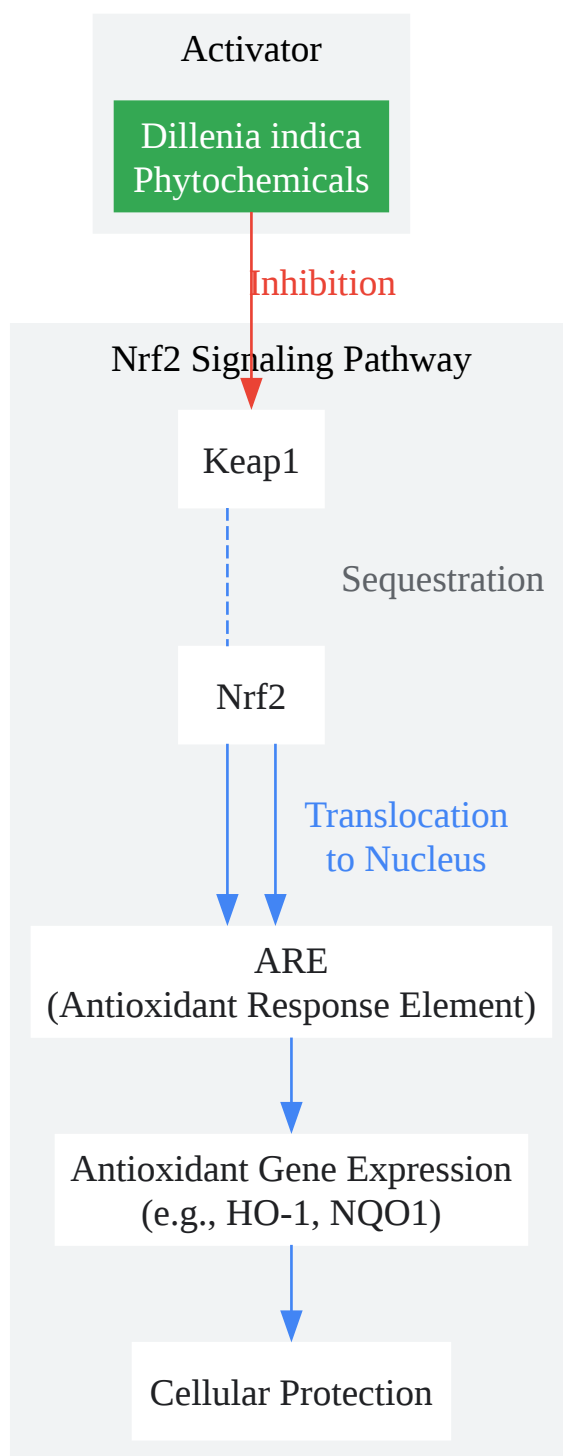 Activator
Dillenia indica
Phytochemicals
Inhibition
Nrf2 Signaling Pathway
Keap1
Sequestration
Nrf2
Translocation
to Nucleus
ARE
(Antioxidant Response Element)
Antioxidant Gene Expression
(e.g., HO-1, NQO1)
Cellular Protection